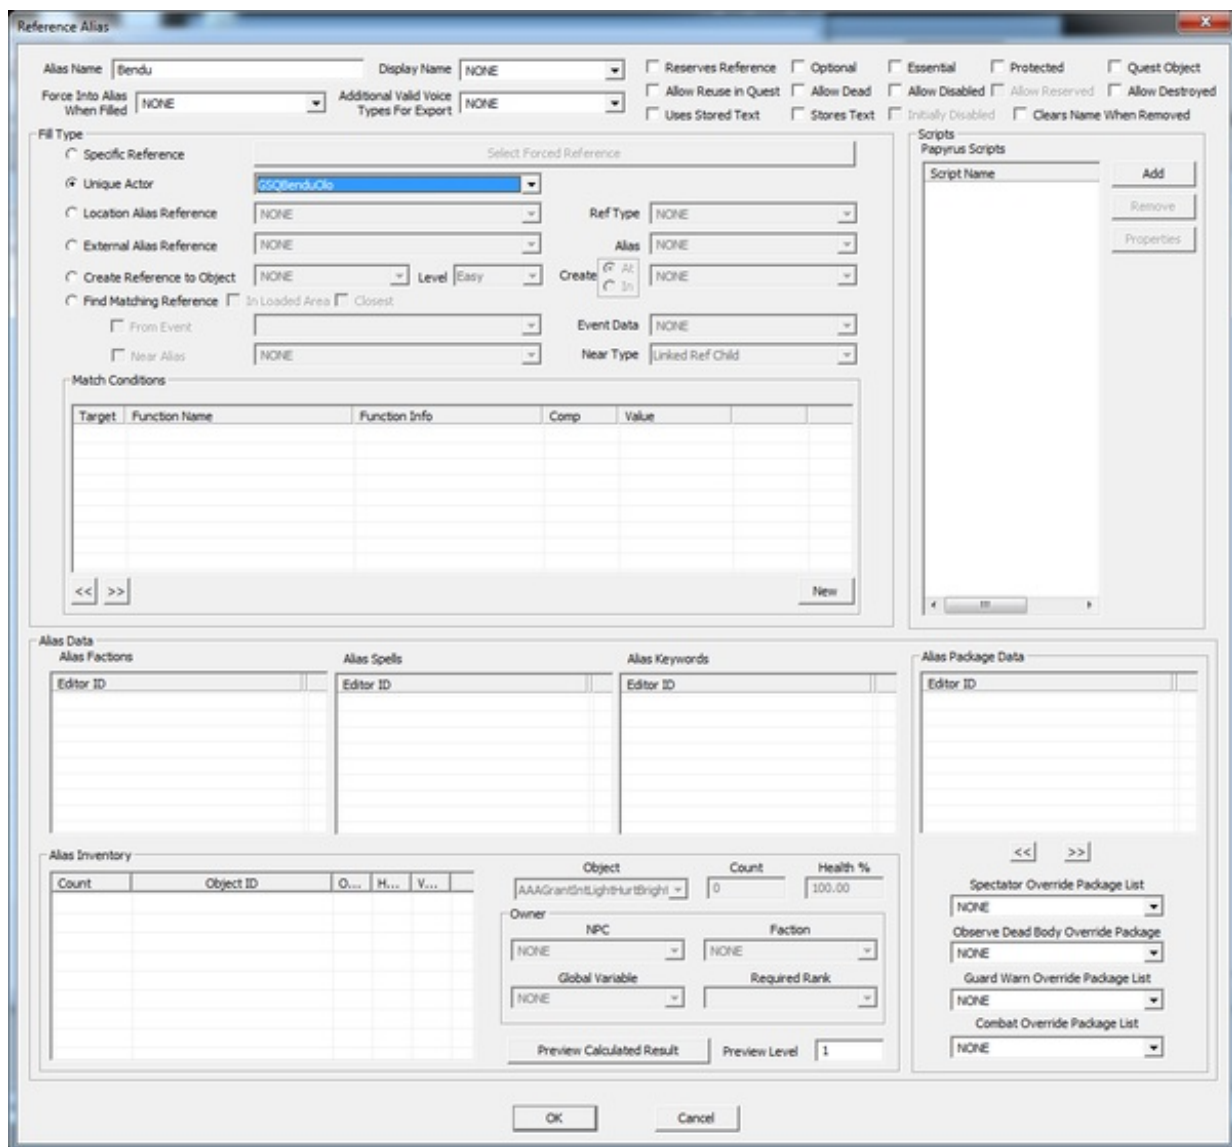 Reference Alias
Alias Name Bendu Display Name NONE Reserves Reference Optional Essential Protected Quest Object
Force Into Alias When Filled NONE Additional Valid Voice Types For Export NONE Allow Reuse in Quest Allow Dead Allow Disabled Allow Reserved Allow Destroyed
Uses Stored Text Stores Text Initially Disabled Clears Name When Removed
Fill Type
Specific Reference Select Forced Reference
Unique Actor GSQBenduOlo
Location Alias Reference NONE Ref Type NONE
External Alias Reference NONE Alias NONE
Create Reference to Object NONE Level Easy Create At In NONE
Find Matching Reference In Loaded Area Closest
From Event Event Data NONE
Near Alias NONE Near Type Linked Ref Child
Match Conditions
Target Function Name Function Info Comp Value
<< >> New
Scripts
Papyrus Scripts
Script Name Add
Remove
Properties
Alias Data
Alias Factions Alias Spells Alias Keywords Alias Package Data
Editor ID Editor ID Editor ID Editor ID
<< >>
Alias Inventory
Count Object ID O... H... V...
Object Count Health %
AAAGrantIntLightHurtBright 0 100.00
Owner
NPC Faction
NONE NONE
Global Variable Required Rank
NONE
Preview Calculated Result Preview Level 1
Spectator Override Package List
NONE
Observe Dead Body Override Package
NONE
Guard Warn Override Package List
NONE
Combat Override Package List
NONE
OK Cancel